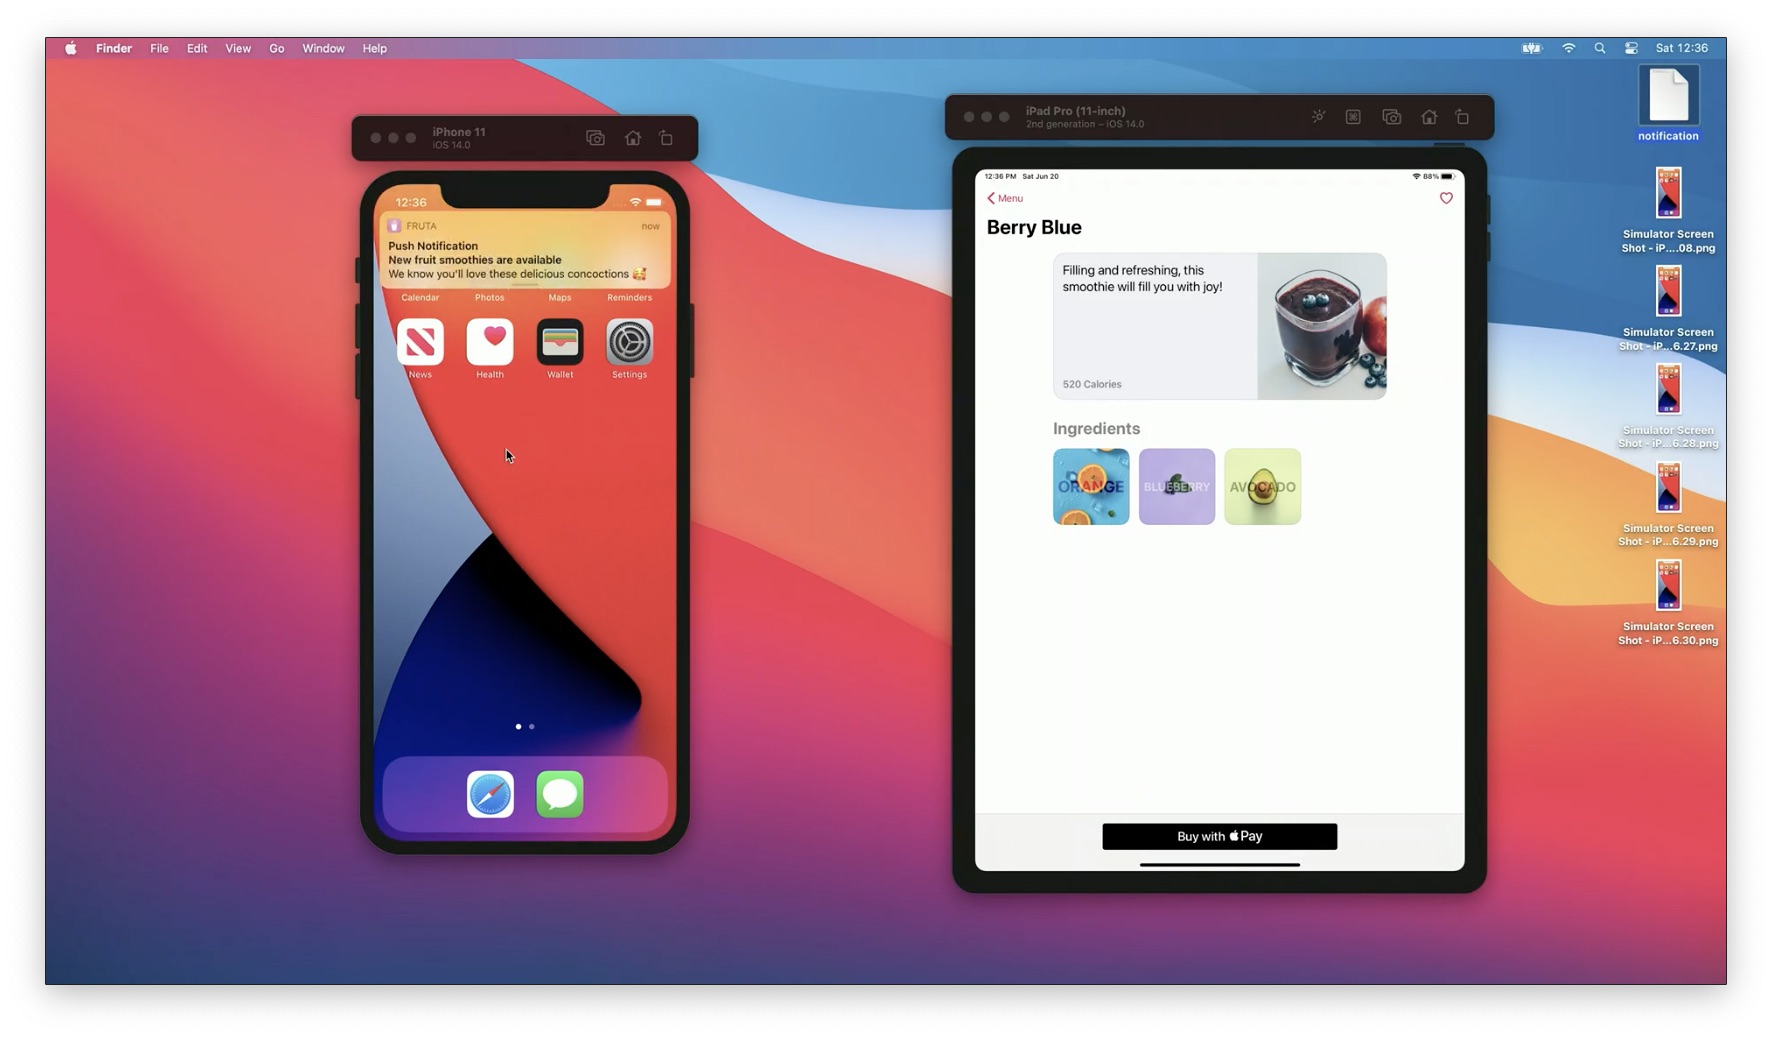 Finder File Edit View Go Window Help
Sat 12:36
iPhone 11
iOS 14.0
12:36
FRUTA
now
Push Notification
New fruit smoothies are available
We know you'll love these delicious concoctions 🥰
Calendar Photos Maps Reminders
News Health Wallet Settings
iPad Pro (11-inch)
2nd generation – iOS 14.0
12:36 PM Sat Jun 20
88%
Menu
Berry Blue
Filling and refreshing, this
smoothie will fill you with joy!
520 Calories
Ingredients
ORANGE BLUEBERRY AVOCADO
Buy with Pay
notification
Simulator Screen
Shot - iP....08.png
Simulator Screen
Shot - iP...6.27.png
Simulator Screen
Shot - iP...6.28.png
Simulator Screen
Shot - iP...6.29.png
Simulator Screen
Shot - iP...6.30.png